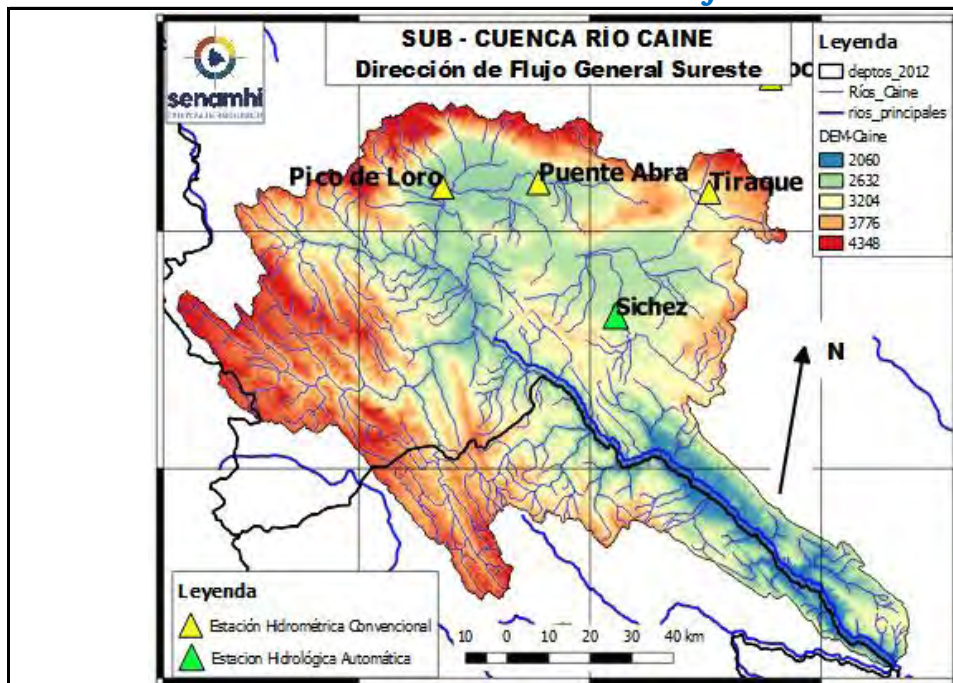 SUB - CUENCA RÍO CAINE
Dirección de Flujo General Sureste
senamhi
Leyenda
deptos_2012
Ríos_Caine
rios_principales
DEM-Caine
2060
2632
3204
3776
4348
Pico de Loro
Puente Abra
Tiraque
Sichez
N
Leyenda
Estación Hidrométrica Convencional
Estacion Hidrológica Automática
10 0 10 20 30 40 km